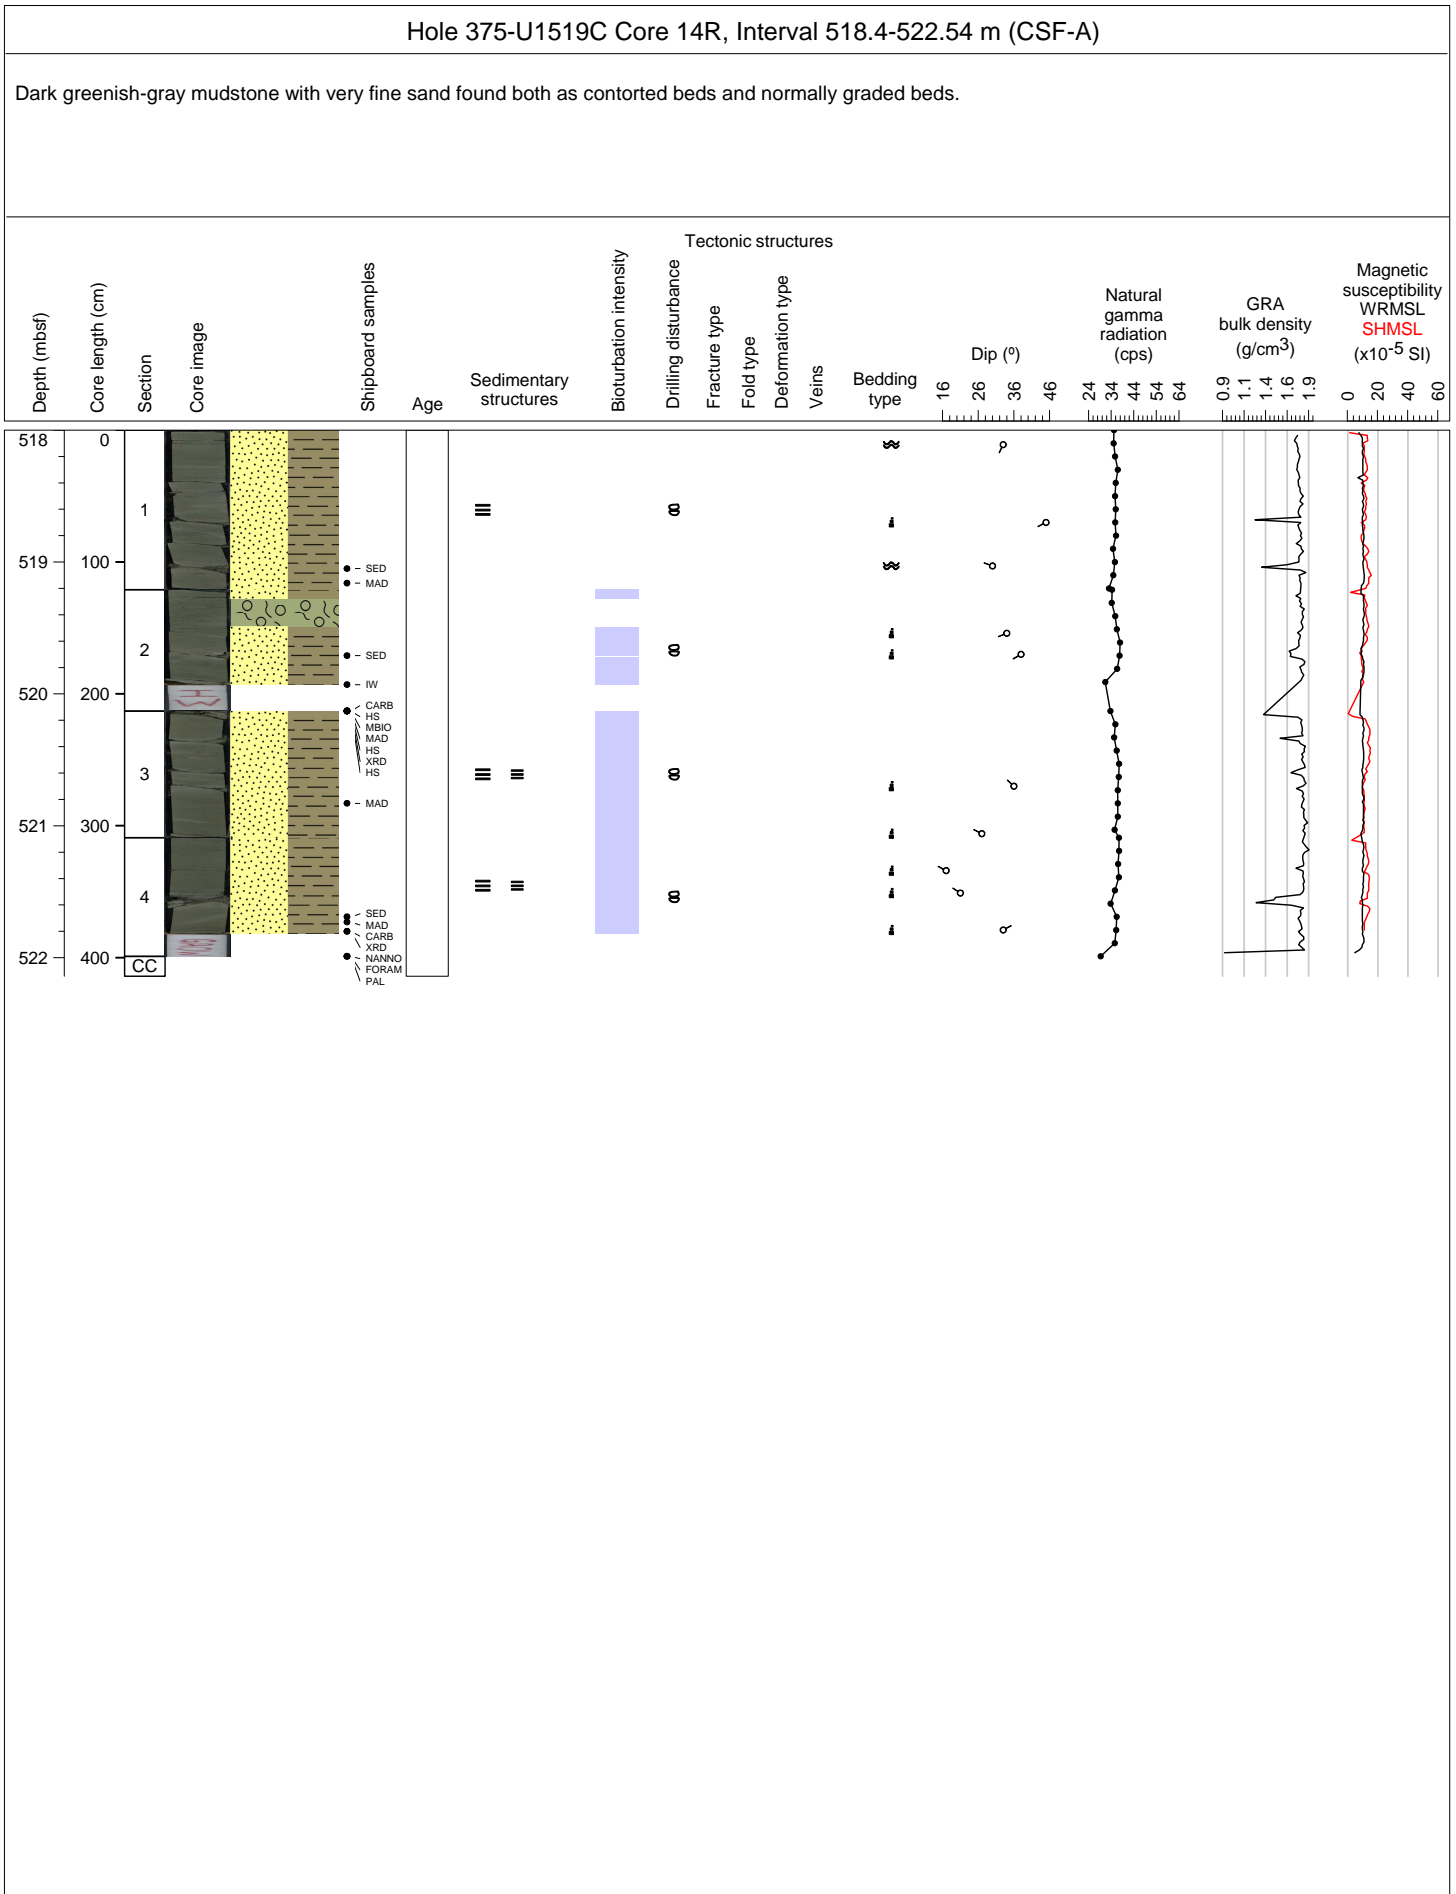 Hole 375-U1519C Core 14R, Interval 518.4-522.54 m (CSF-A)
Dark greenish-gray mudstone with very fine sand found both as contorted beds and normally graded beds.
Depth (mbsf)
Core length (cm)
Section
Core image
Shipboard samples
Age
Sedimentary
structures
Bioturbation intensity
Drilling disturbance
Tectonic structures
Fracture type
Fold type
Deformation type
Veins
Bedding
type
Dip (º)
16 26 36 46
Natural
gamma
radiation
(cps)
24 34 44 54 64
GRA
bulk density
(g/cm3)
0.9 1.1 1.4 1.6 1.9
Magnetic
susceptibility
WRMSL
SHMSL
(x10-5 SI)
0 20 40 60
518 0
1
519 100
SED
MAD
2
SED
IW
520 200
CARB
HS
MBIO
MAD
HS
XRD
HS
3
MAD
521 300
4
SED
MAD
CARB
XRD
522 400
CC
NANNO
FORAM
PAL